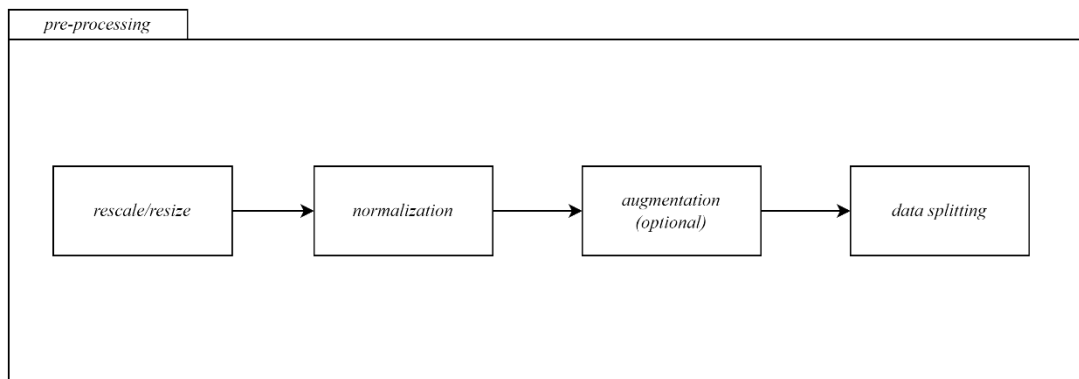 pre-processing
rescale/resize
normalization
augmentation
(optional)
data splitting